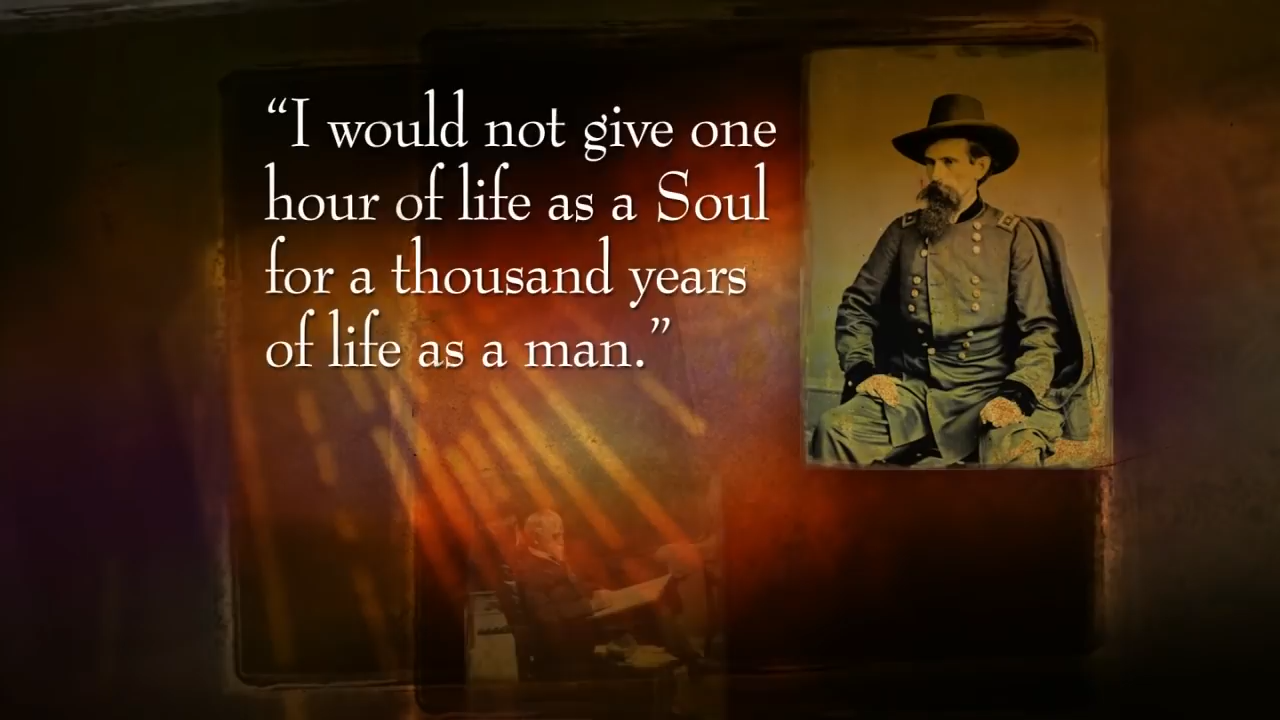 “I would not give one
hour of life as a Soul
for a thousand years
of life as a man.”